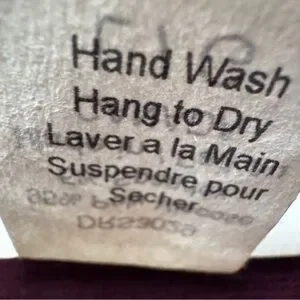 Hand Wash
Hang to Dry
Laver a la Main
Suspendre pour
Secher